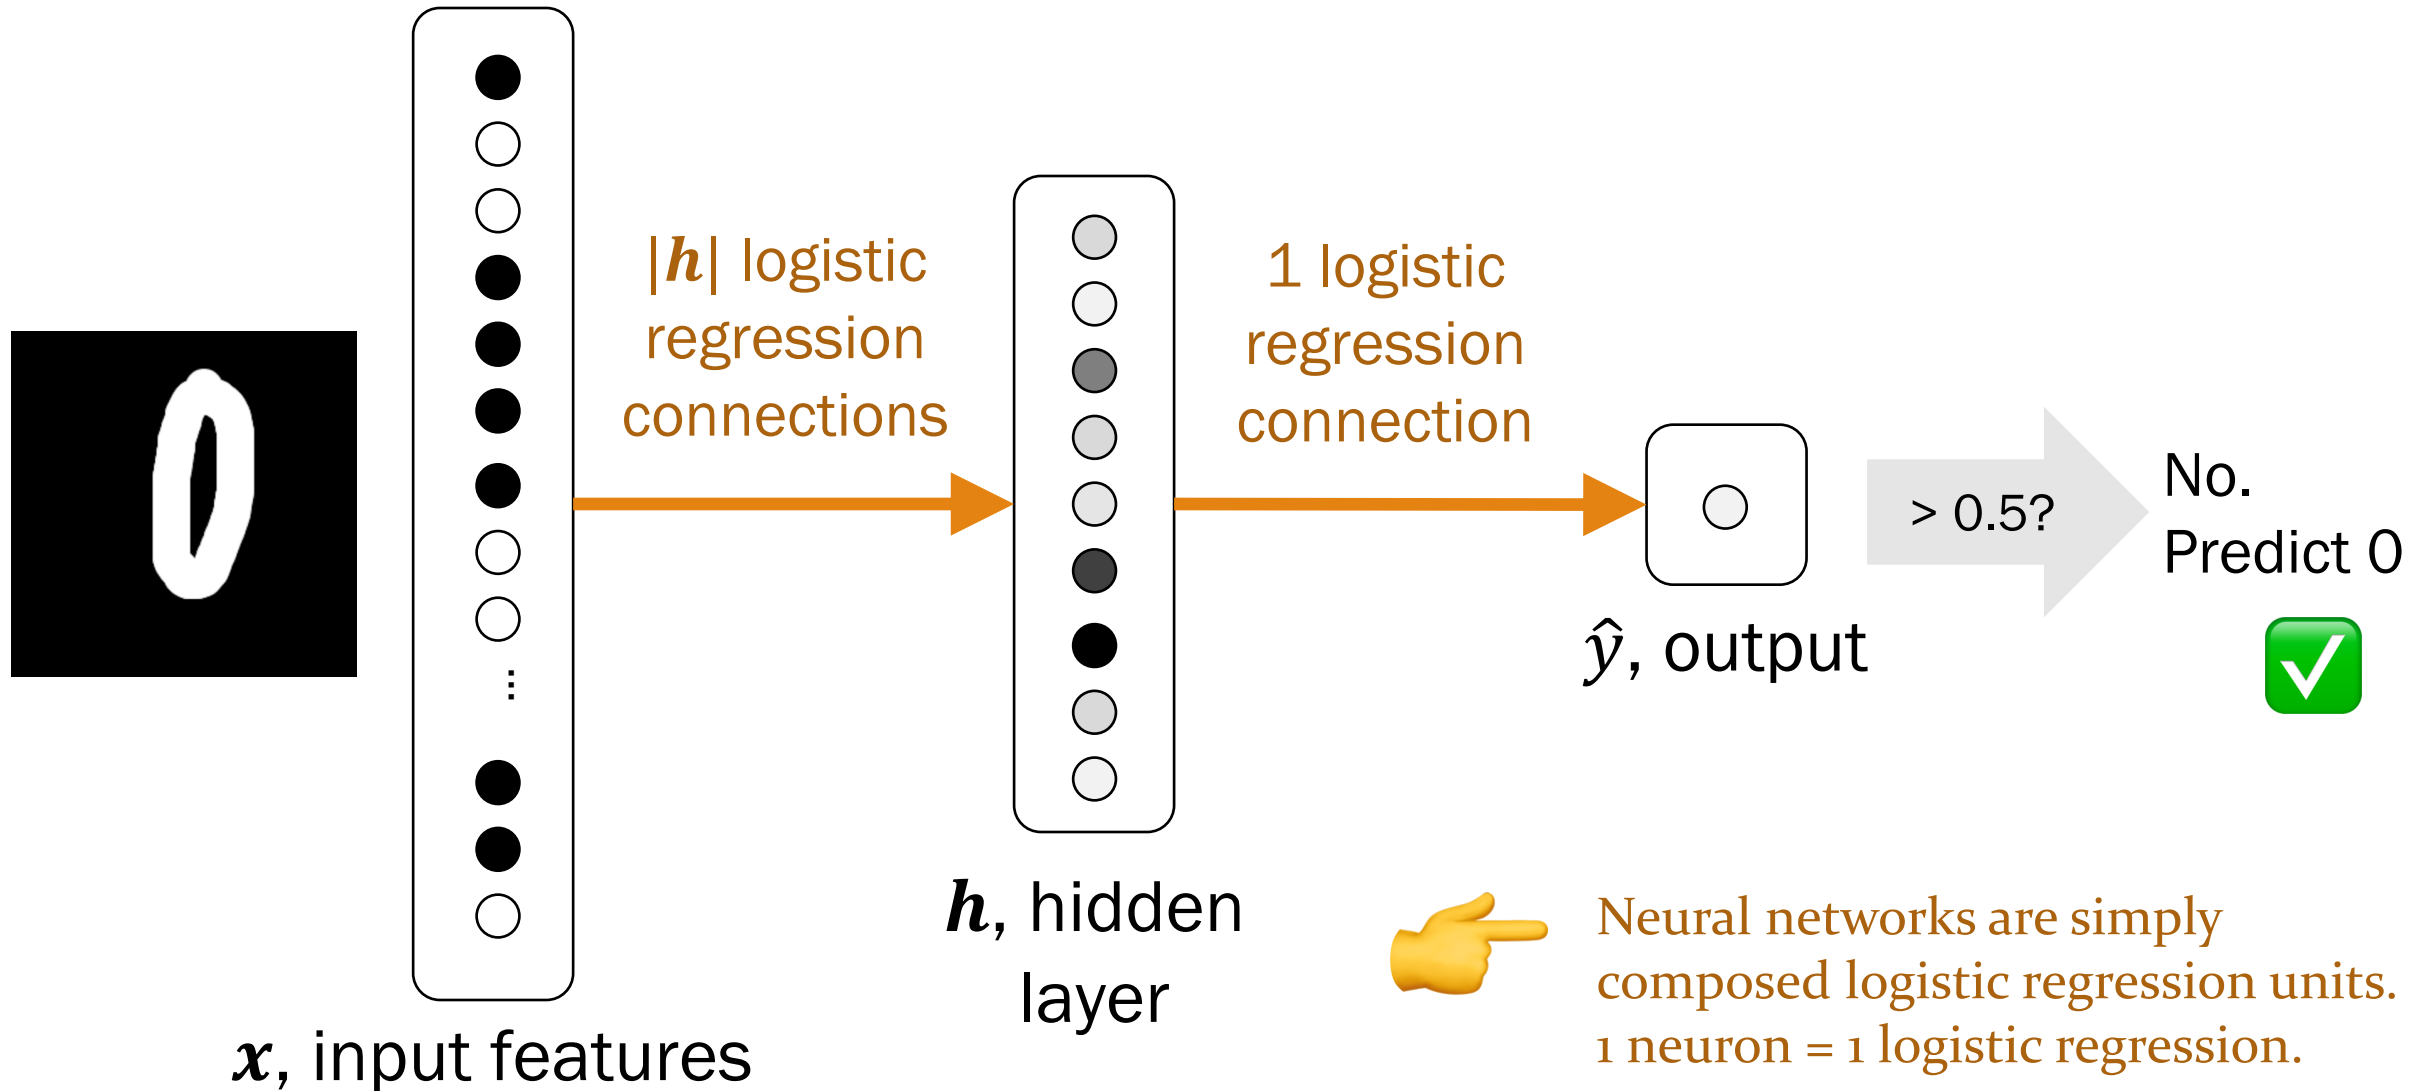 |h| logistic
regression
connections
1 logistic
regression
connection
> 0.5?
No.
Predict 0
ŷ, output
...
h, hidden
layer
x, input features
Neural networks are simply
composed logistic regression units.
1 neuron = 1 logistic regression.